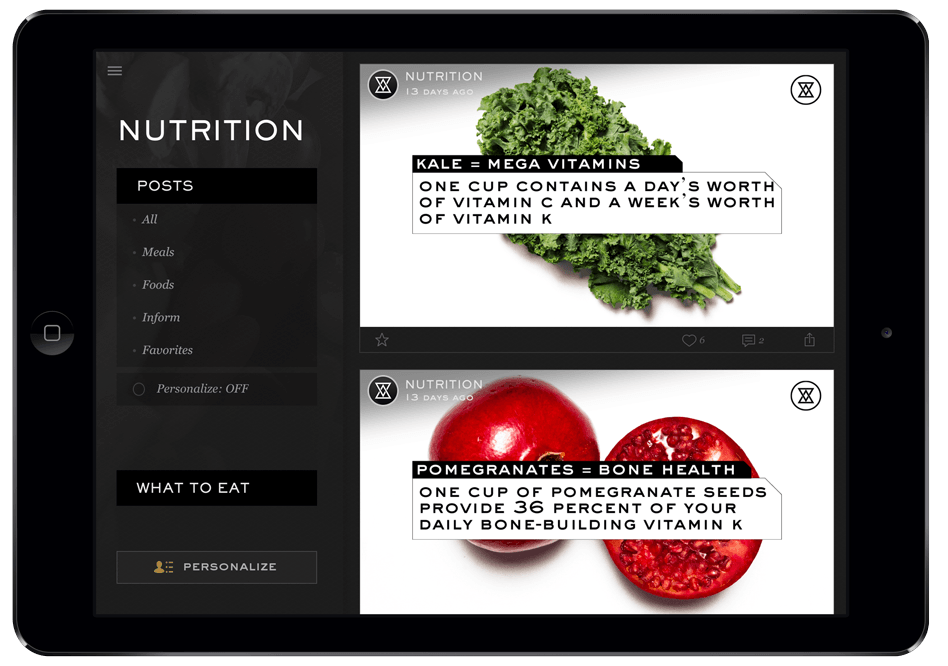 NUTRITION
POSTS
All
Meals
Foods
Inform
Favorites
Personalize: OFF
WHAT TO EAT
PERSONALIZE
NUTRITION
13 DAYS AGO
KALE = MEGA VITAMINS
ONE CUP CONTAINS A DAY'S WORTH
OF VITAMIN C AND A WEEK'S WORTH
OF VITAMIN K
6
2
NUTRITION
13 DAYS AGO
POMEGRANATES = BONE HEALTH
ONE CUP OF POMEGRANATE SEEDS
PROVIDE 36 PERCENT OF YOUR
DAILY BONE-BUILDING VITAMIN K